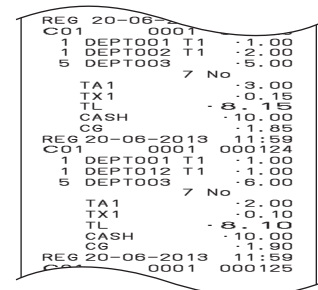 REG 20-06-
C01 0001
1 DEPT001 T1 ·1.00
1 DEPT002 T1 ·2.00
5 DEPT003 ·5.00
7 No
TA1 ·3.00
TX1 ·0.15
TL ·8.15
CASH ·10.00
CG ·1.85
REG 20-06-2013 11:59
C01 0001 000124
1 DEPT001 T1 ·1.00
1 DEPT012 T1 ·1.00
5 DEPT003 ·6.00
7 No
TA1 ·2.00
TX1 ·0.10
TL ·8.10
CASH ·10.00
CG ·1.90
REG 20-06-2013 11:59
C01 0001 000125